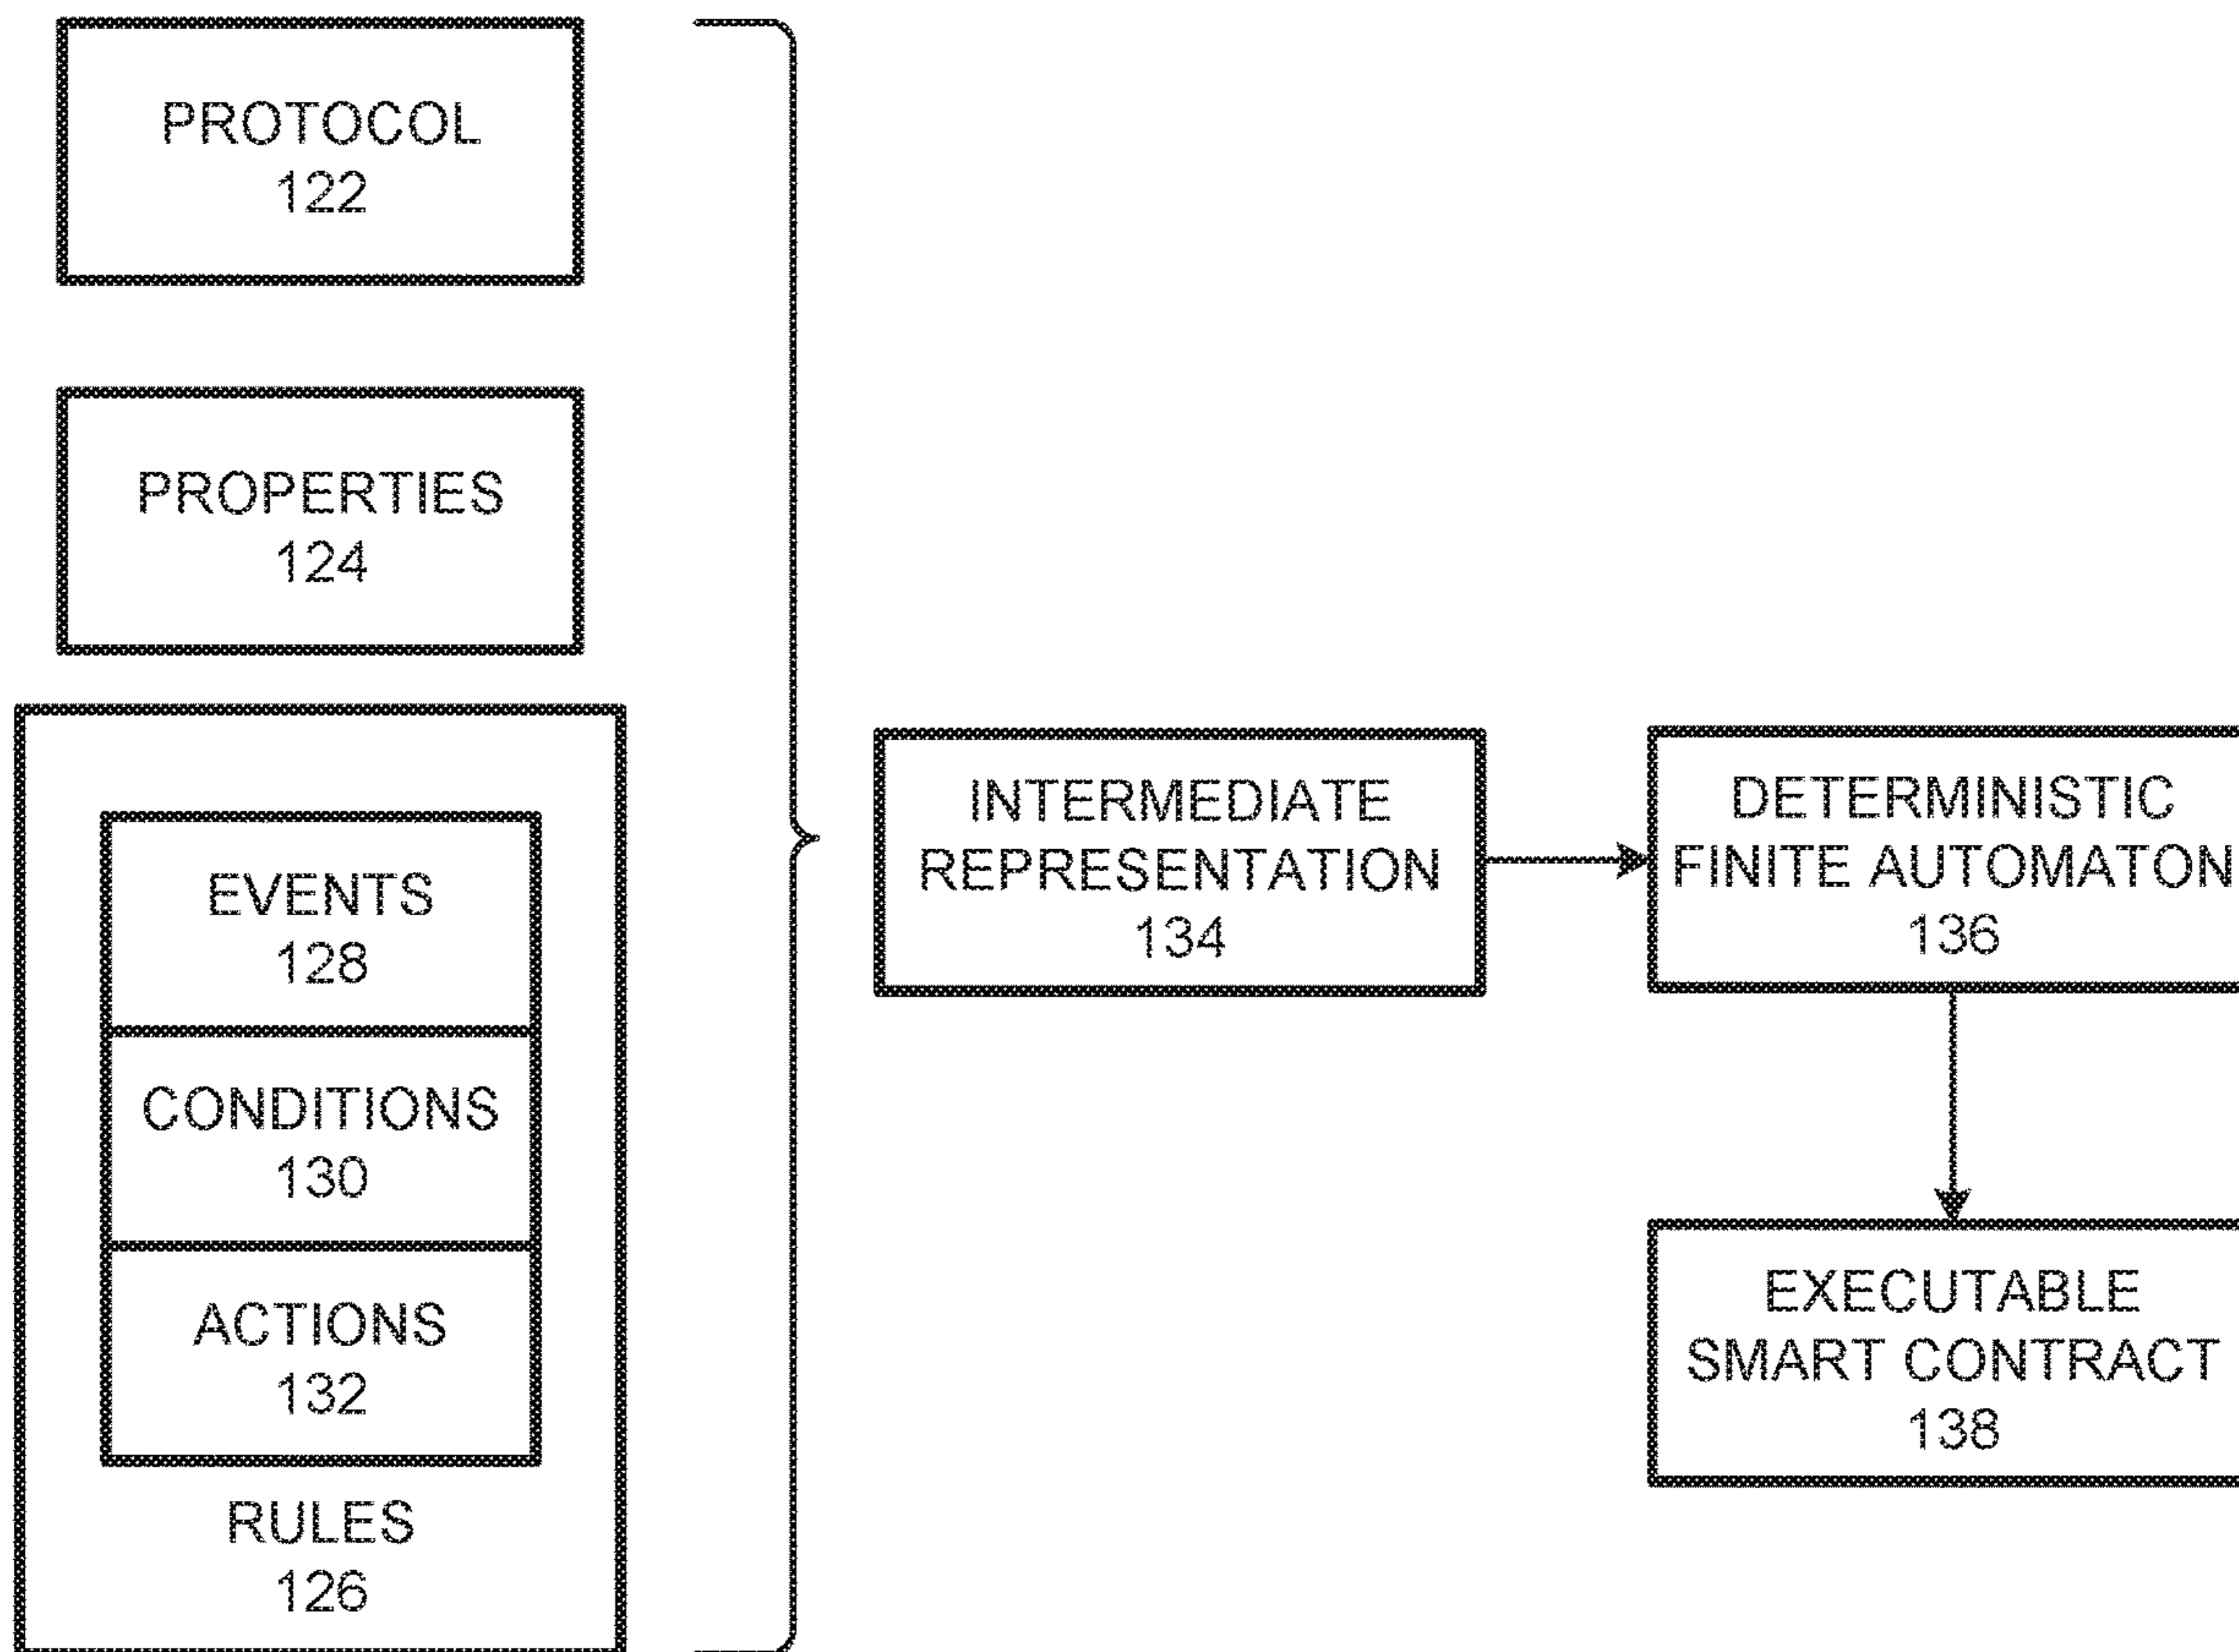 PROTOCOL
122
PROPERTIES
124
EVENTS
128
CONDITIONS
130
ACTIONS
132
RULES
126
INTERMEDIATE
REPRESENTATION
134
DETERMINISTIC
FINITE AUTOMATON
136
EXECUTABLE
SMART CONTRACT
138